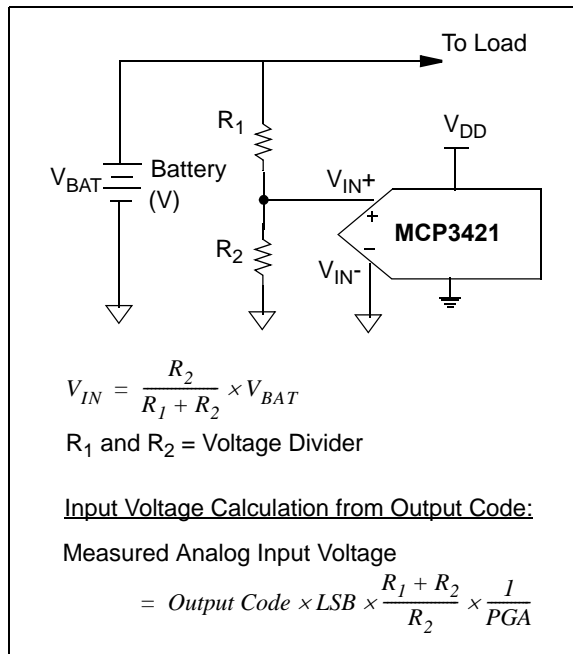 To Load
R1
VDD
VBAT
Battery
(V)
VIN+
+
MCP3421
R2
–
VIN-
VIN = R2 / (R1 + R2) × VBAT
R1 and R2 = Voltage Divider
Input Voltage Calculation from Output Code:
Measured Analog Input Voltage
= Output Code × LSB × (R1 + R2) / R2 × 1 / PGA